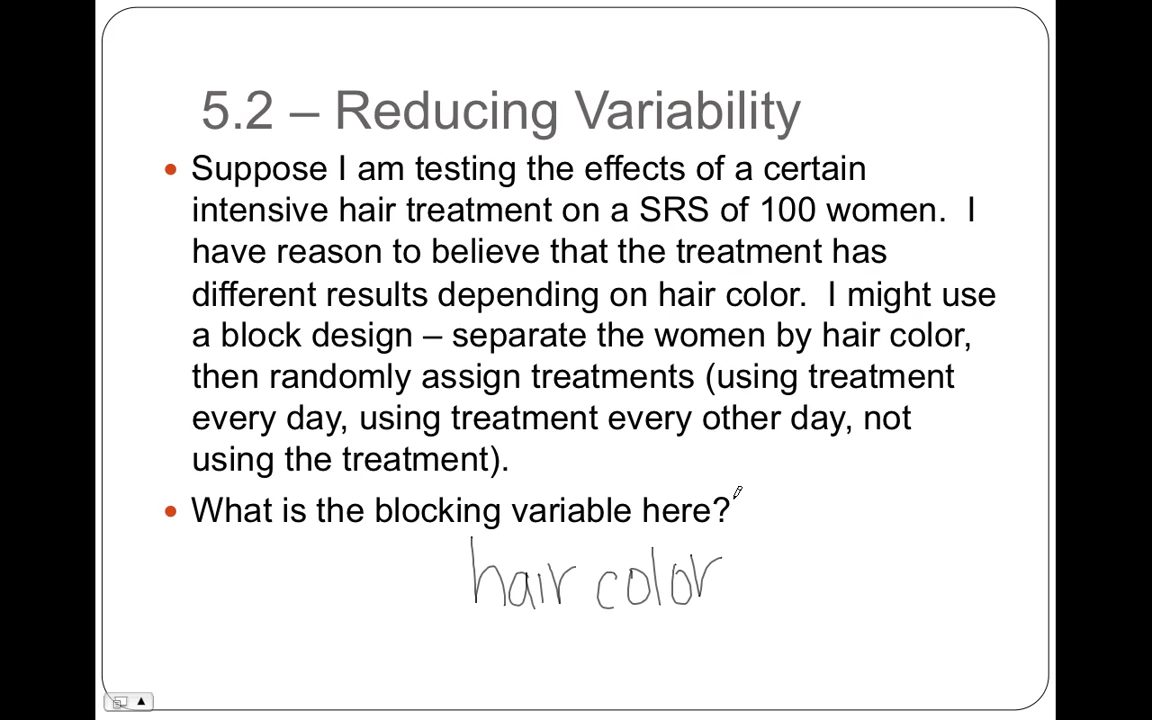 5.2 – Reducing Variability
• Suppose I am testing the effects of a certain
intensive hair treatment on a SRS of 100 women.  I
have reason to believe that the treatment has
different results depending on hair color.  I might use
a block design – separate the women by hair color,
then randomly assign treatments (using treatment
every day, using treatment every other day, not
using the treatment).
• What is the blocking variable here?
hair color